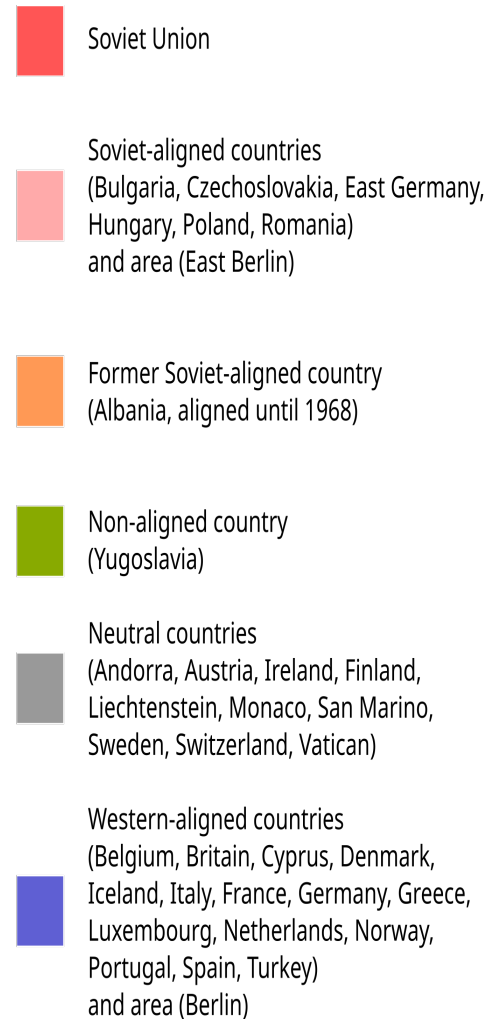 Soviet Union
Soviet-aligned countries
(Bulgaria, Czechoslovakia, East Germany,
Hungary, Poland, Romania)
and area (East Berlin)
Former Soviet-aligned country
(Albania, aligned until 1968)
Non-aligned country
(Yugoslavia)
Neutral countries
(Andorra, Austria, Ireland, Finland,
Liechtenstein, Monaco, San Marino,
Sweden, Switzerland, Vatican)
Western-aligned countries
(Belgium, Britain, Cyprus, Denmark,
Iceland, Italy, France, Germany, Greece,
Luxembourg, Netherlands, Norway,
Portugal, Spain, Turkey)
and area (Berlin)